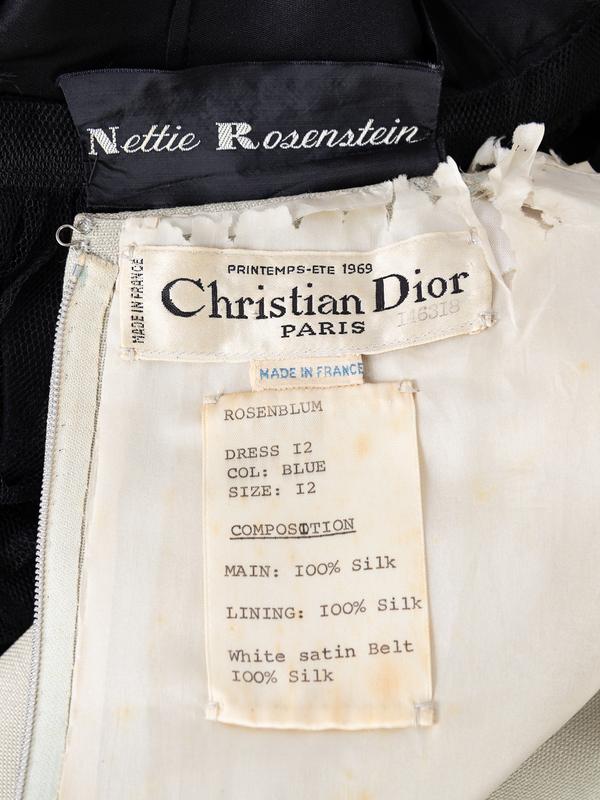 Nettie Rosenstein
MADE IN FRANCE
PRINTEMPS-ETE 1969
Christian Dior
PARIS
146318
MADE IN FRANCE
ROSENBLUM
DRESS I2
COL: BLUE
SIZE: I2
COMPOSITION
MAIN: I00% Silk
LINING: I00% Silk
White satin Belt
I00% Silk